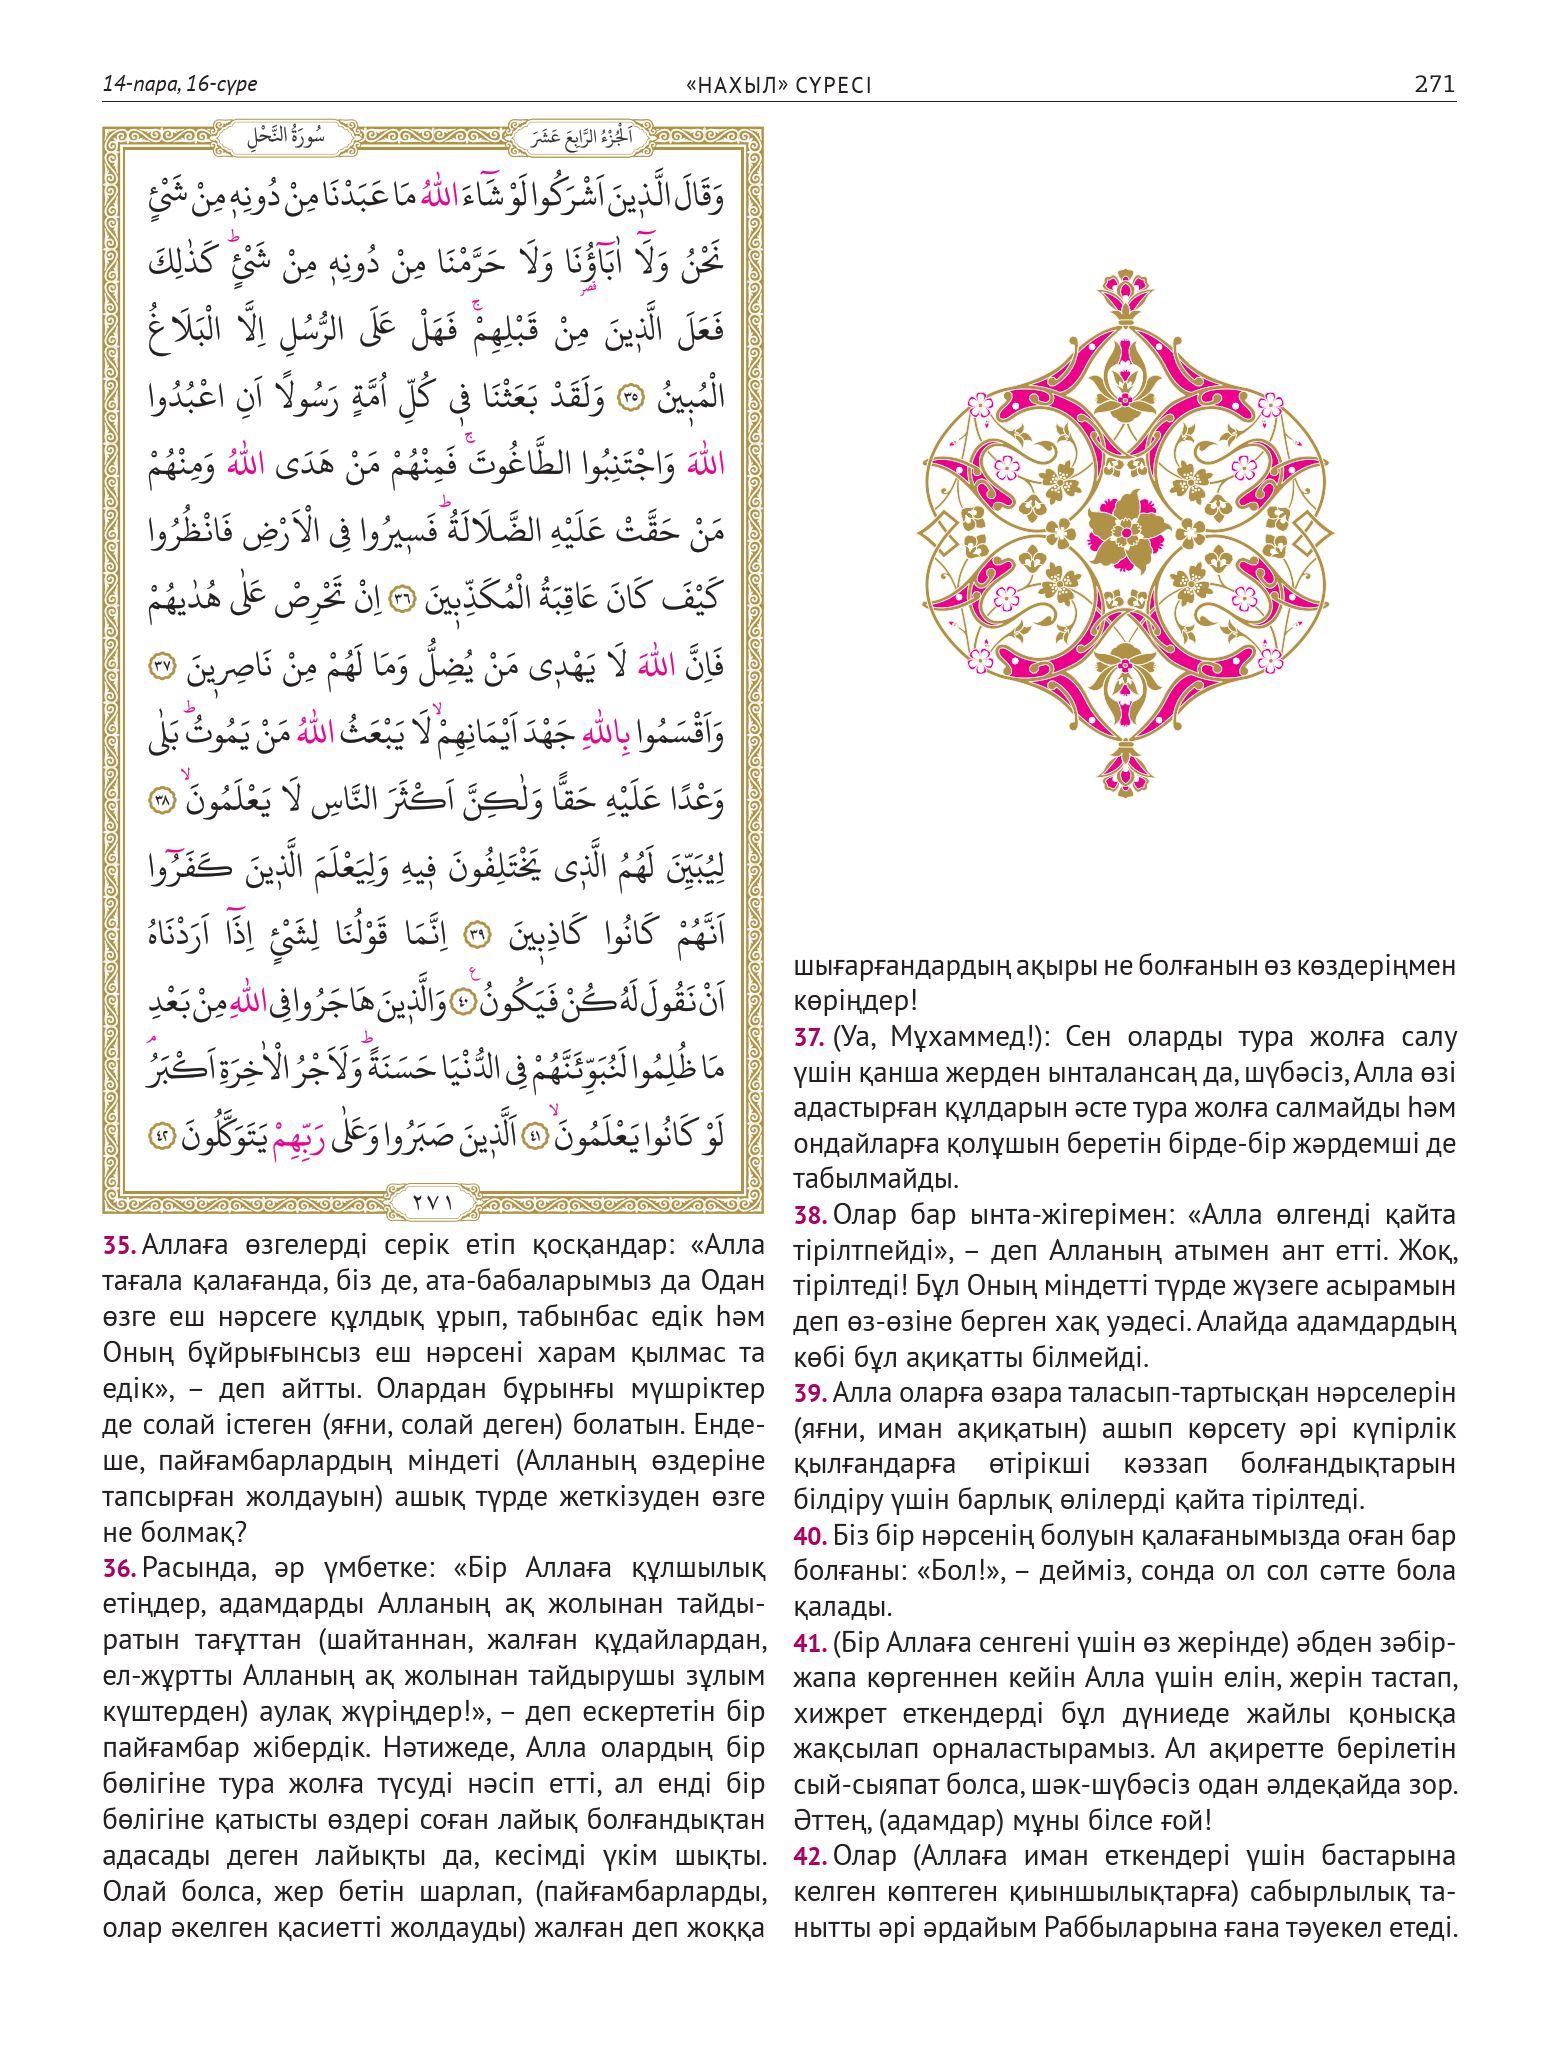 14-пара, 16-сүре
«НАХЫЛ» СҮРЕСІ
271
سُورَةُ النَّحْلِ
اَلْجُزْءُ الرَّابِعَ عَشَرَ
وَقَالَ الَّذ۪ينَ اَشْرَكُوا لَوْ شَٓاءَ اللّٰهُ مَا عَبَدْنَا مِنْ دُونِه۪ مِنْ شَيْءٍ
نَحْنُ وَلَٓا اٰبَٓاؤُ۬نَا وَلَا حَرَّمْنَا مِنْ دُونِه۪ مِنْ شَيْءٍۜ كَذٰلِكَ
فَعَلَ الَّذ۪ينَ مِنْ قَبْلِهِمْۚ فَهَلْ عَلَى الرُّسُلِ اِلَّا الْبَلَاغُ
الْمُب۪ينُ ٣٥ وَلَقَدْ بَعَثْنَا ف۪ي كُلِّ اُمَّةٍ رَسُولًا اَنِ اعْبُدُوا
اللّٰهَ وَاجْتَنِبُوا الطَّاغُوتَۚ فَمِنْهُمْ مَنْ هَدَى اللّٰهُ وَمِنْهُمْ
مَنْ حَقَّتْ عَلَيْهِ الضَّلَالَةُۜ فَس۪يرُوا فِي الْاَرْضِ فَانْظُرُوا
كَيْفَ كَانَ عَاقِبَةُ الْمُكَذِّب۪ينَ ٣٦ اِنْ تَحْرِصْ عَلٰى هُدٰيهُمْ
فَاِنَّ اللّٰهَ لَا يَهْد۪ي مَنْ يُضِلُّ وَمَا لَهُمْ مِنْ نَاصِر۪ينَ ٣٧
وَاَقْسَمُوا بِاللّٰهِ جَهْدَ اَيْمَانِهِمْۙ لَا يَبْعَثُ اللّٰهُ مَنْ يَمُوتُۜ بَلٰى
وَعْدًا عَلَيْهِ حَقًّا وَلٰكِنَّ اَكْثَرَ النَّاسِ لَا يَعْلَمُونَۙ ٣٨
لِيُبَيِّنَ لَهُمُ الَّذ۪ي يَخْتَلِفُونَ ف۪يهِ وَلِيَعْلَمَ الَّذ۪ينَ كَفَرُٓوا
اَنَّهُمْ كَانُوا كَاذِب۪ينَ ٣٩ اِنَّمَا قَوْلُنَا لِشَيْءٍ اِذَٓا اَرَدْنَاهُ
اَنْ نَقُولَ لَهُ كُنْ فَيَكُونُ۟ ٤٠ وَالَّذ۪ينَ هَاجَرُوا فِي اللّٰهِ مِنْ بَعْدِ
مَا ظُلِمُوا لَنُبَوِّئَنَّهُمْ فِي الدُّنْيَا حَسَنَةًۜ وَلَاَجْرُ الْاٰخِرَةِ اَكْبَرُۢ
لَوْ كَانُوا يَعْلَمُونَۙ ٤١ اَلَّذ۪ينَ صَبَرُوا وَعَلٰى رَبِّهِمْ يَتَوَكَّلُونَ ٤٢
٢٧١
35. Аллаға өзгелерді серік етіп қосқандар: «Алла
тағала қалағанда, біз де, ата-бабаларымыз да Одан
өзге еш нәрсеге құлдық ұрып, табынбас едік һәм
Оның бұйрығынсыз еш нәрсені харам қылмас та
едік», – деп айтты. Олардан бұрынғы мүшріктер
де солай істеген (яғни, солай деген) болатын. Енде-
ше, пайғамбарлардың міндеті (Алланың өздеріне
тапсырған жолдауын) ашық түрде жеткізуден өзге
не болмақ?
36. Расында, әр үмбетке: «Бір Аллаға құлшылық
етіңдер, адамдарды Алланың ақ жолынан тайды-
ратын тағұттан (шайтаннан, жалған құдайлардан,
ел-жұртты Алланың ақ жолынан тайдырушы зұлым
күштерден) аулақ жүріңдер!», – деп ескертетін бір
пайғамбар жібердік. Нәтижеде, Алла олардың бір
бөлігіне тура жолға түсуді нәсіп етті, ал енді бір
бөлігіне қатысты өздері соған лайық болғандықтан
адасады деген лайықты да, кесімді үкім шықты.
Олай болса, жер бетін шарлап, (пайғамбарларды,
олар әкелген қасиетті жолдауды) жалған деп жоққа
шығарғандардың ақыры не болғанын өз көздеріңмен
көріңдер!
37. (Уа, Мұхаммед!): Сен оларды тура жолға салу
үшін қанша жерден ынталансаң да, шүбәсіз, Алла өзі
адастырған құлдарын әсте тура жолға салмайды һәм
ондайларға қолұшын беретін бірде-бір жәрдемші де
табылмайды.
38. Олар бар ынта-жігерімен: «Алла өлгенді қайта
тірілтпейді», – деп Алланың атымен ант етті. Жоқ,
тірілтеді! Бұл Оның міндетті түрде жүзеге асырамын
деп өз-өзіне берген хақ уәдесі. Алайда адамдардың
көбі бұл ақиқатты білмейді.
39. Алла оларға өзара таласып-тартысқан нәрселерін
(яғни, иман ақиқатын) ашып көрсету әрі күпірлік
қылғандарға өтірікші кәззап болғандықтарын
білдіру үшін барлық өлілерді қайта тірілтеді.
40. Біз бір нәрсенің болуын қалағанымызда оған бар
болғаны: «Бол!», – дейміз, сонда ол сол сәтте бола
қалады.
41. (Бір Аллаға сенгені үшін өз жерінде) әбден зәбір-
жапа көргеннен кейін Алла үшін елін, жерін тастап,
хижрет еткендерді бұл дүниеде жайлы қонысқа
жақсылап орналастырамыз. Ал ақиретте берілетін
сый-сыяпат болса, шәк-шүбәсіз одан әлдеқайда зор.
Әттең, (адамдар) мұны білсе ғой!
42. Олар (Аллаға иман еткендері үшін бастарына
келген көптеген қиыншылықтарға) сабырлылық та-
нытты әрі әрдайым Раббыларына ғана тәуекел етеді.